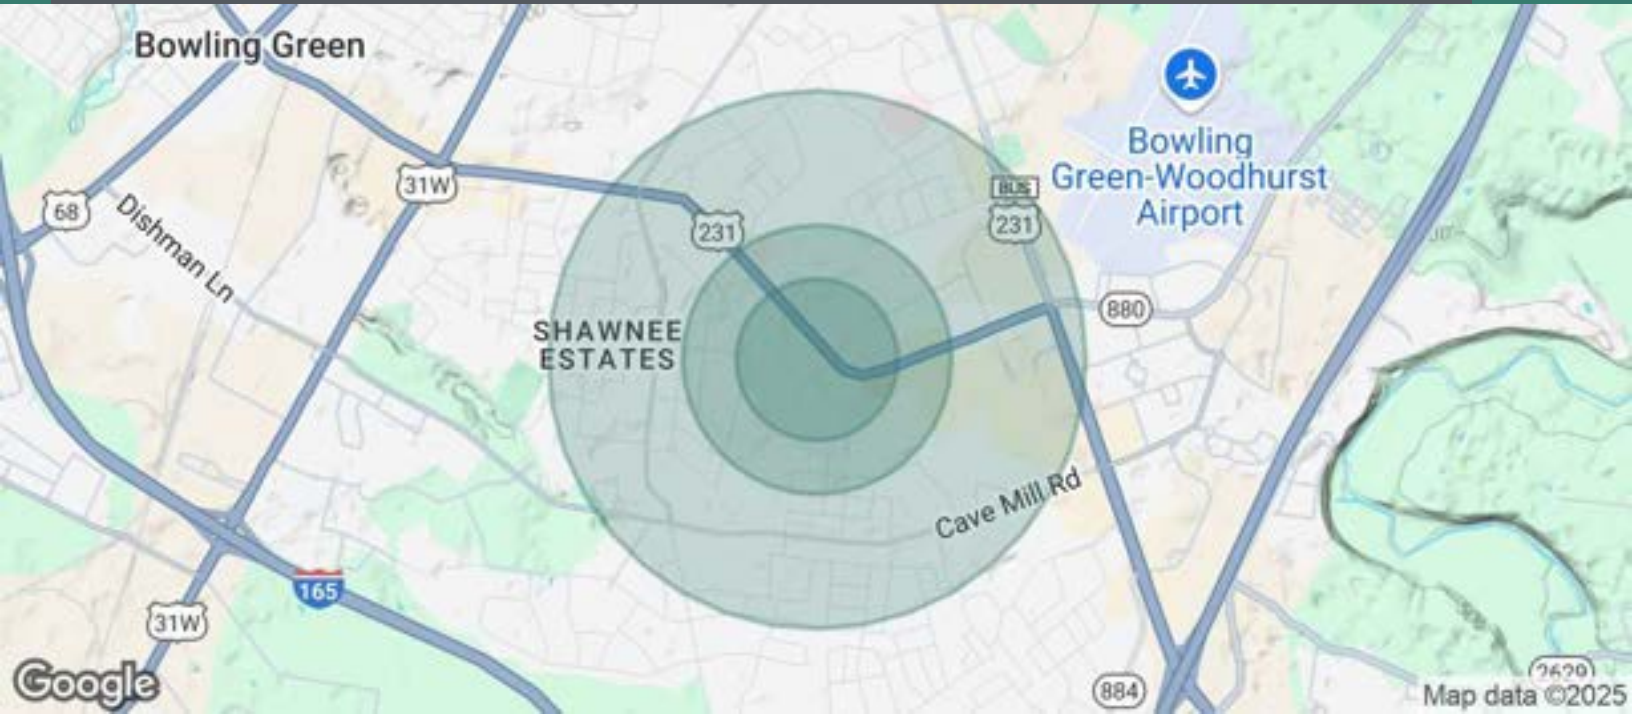 Bowling Green
68
31W
Dishman Ln
231
BUS
231
Bowling
Green-Woodhurst
Airport
880
SHAWNEE
ESTATES
Cave Mill Rd
165
31W
884
2629
Google
Map data ©2025